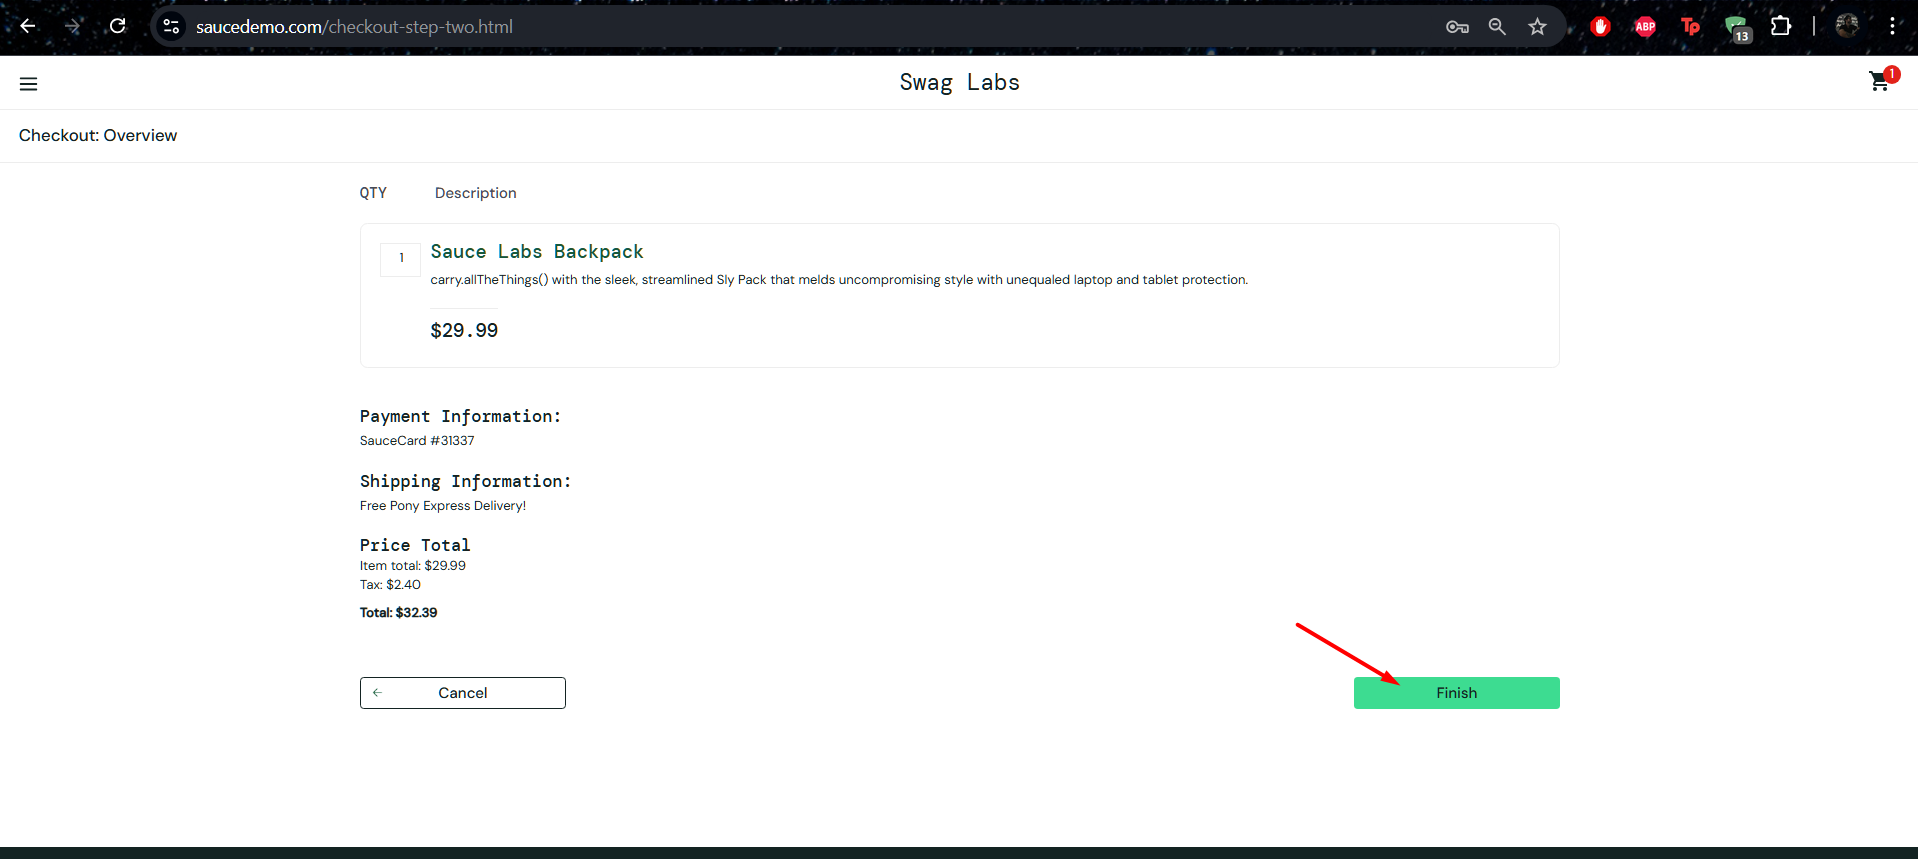 saucedemo.com/checkout-step-two.html
ABP
Tp
13
Swag Labs
1
Checkout: Overview
QTY Description
1 Sauce Labs Backpack
carry.allTheThings() with the sleek, streamlined Sly Pack that melds uncompromising style with unequaled laptop and tablet protection.
$29.99
Payment Information:
SauceCard #31337
Shipping Information:
Free Pony Express Delivery!
Price Total
Item total: $29.99
Tax: $2.40
Total: $32.39
Cancel
Finish